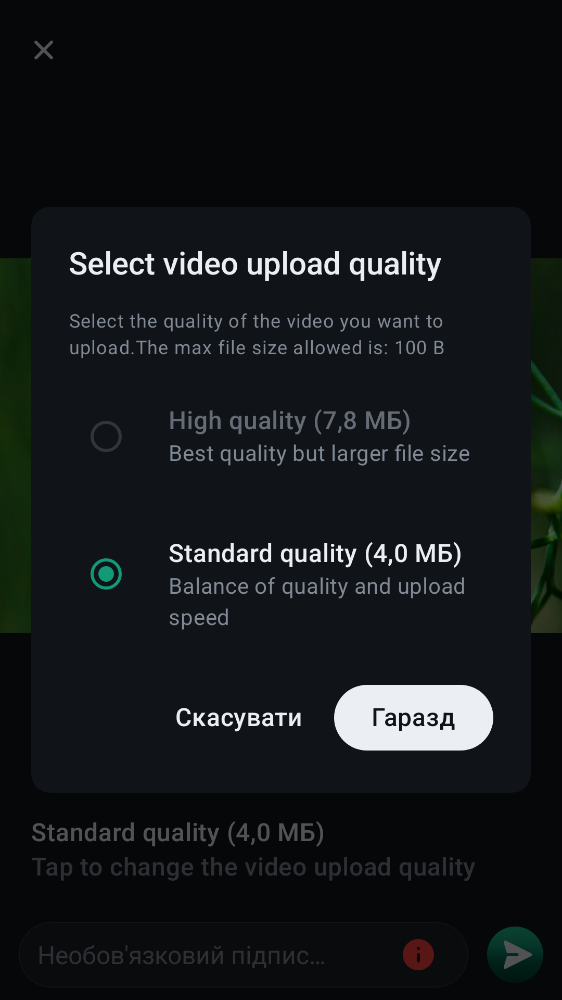 Select video upload quality
Select the quality of the video you want to
upload.The max file size allowed is: 100 B
High quality (7,8 МБ)
Best quality but larger file size
Standard quality (4,0 МБ)
Balance of quality and upload
speed
Скасувати
Гаразд
Standard quality (4,0 МБ)
Tap to change the video upload quality
Необов'язковий підпис…